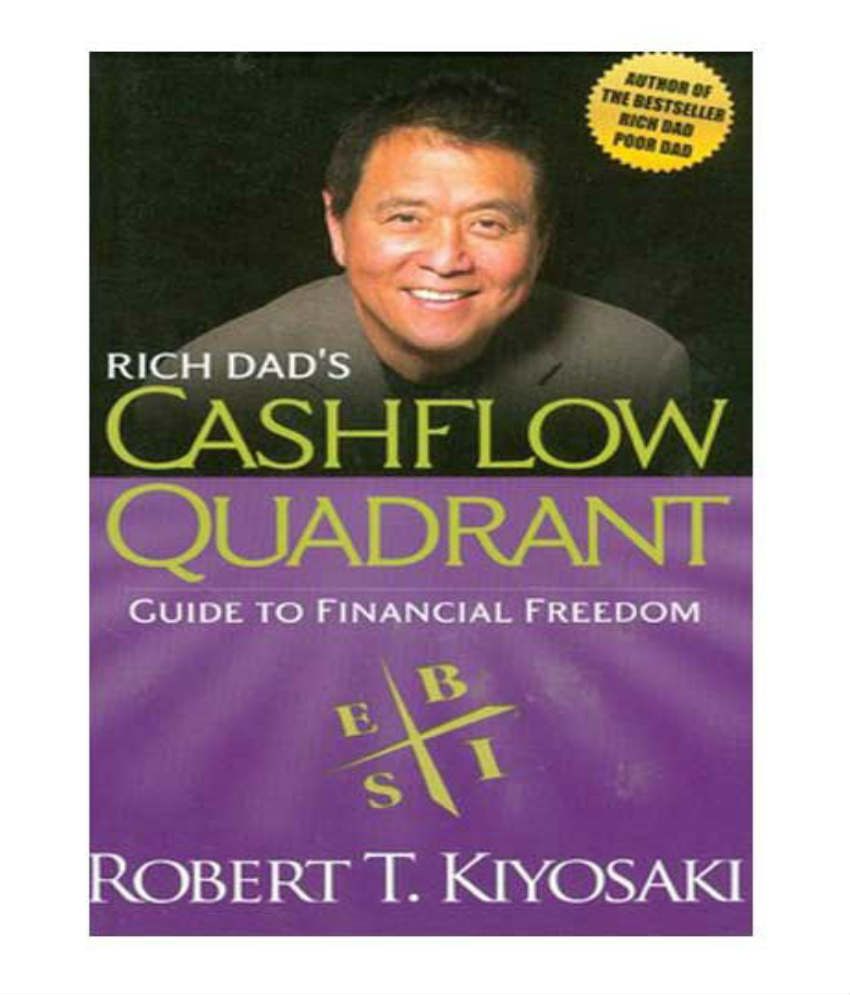 AUTHOR OF
THE BESTSELLER
RICH DAD
POOR DAD
RICH DAD'S
CASHFLOW
QUADRANT
GUIDE TO FINANCIAL FREEDOM
E B
S I
ROBERT T. KIYOSAKI